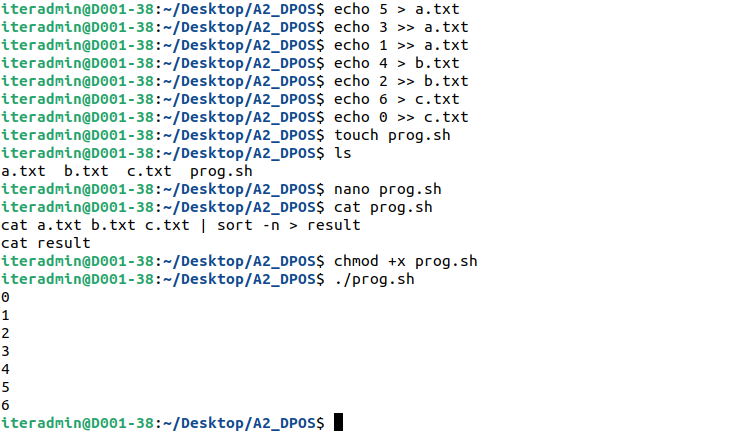 iteradmin@D001-38:~/Desktop/A2_DPOS$ echo 5 > a.txt
iteradmin@D001-38:~/Desktop/A2_DPOS$ echo 3 >> a.txt
iteradmin@D001-38:~/Desktop/A2_DPOS$ echo 1 >> a.txt
iteradmin@D001-38:~/Desktop/A2_DPOS$ echo 4 > b.txt
iteradmin@D001-38:~/Desktop/A2_DPOS$ echo 2 >> b.txt
iteradmin@D001-38:~/Desktop/A2_DPOS$ echo 6 > c.txt
iteradmin@D001-38:~/Desktop/A2_DPOS$ echo 0 >> c.txt
iteradmin@D001-38:~/Desktop/A2_DPOS$ touch prog.sh
iteradmin@D001-38:~/Desktop/A2_DPOS$ ls
a.txt  b.txt  c.txt  prog.sh
iteradmin@D001-38:~/Desktop/A2_DPOS$ nano prog.sh
iteradmin@D001-38:~/Desktop/A2_DPOS$ cat prog.sh
cat a.txt b.txt c.txt | sort -n > result
cat result
iteradmin@D001-38:~/Desktop/A2_DPOS$ chmod +x prog.sh
iteradmin@D001-38:~/Desktop/A2_DPOS$ ./prog.sh
0
1
2
3
4
5
6
iteradmin@D001-38:~/Desktop/A2_DPOS$